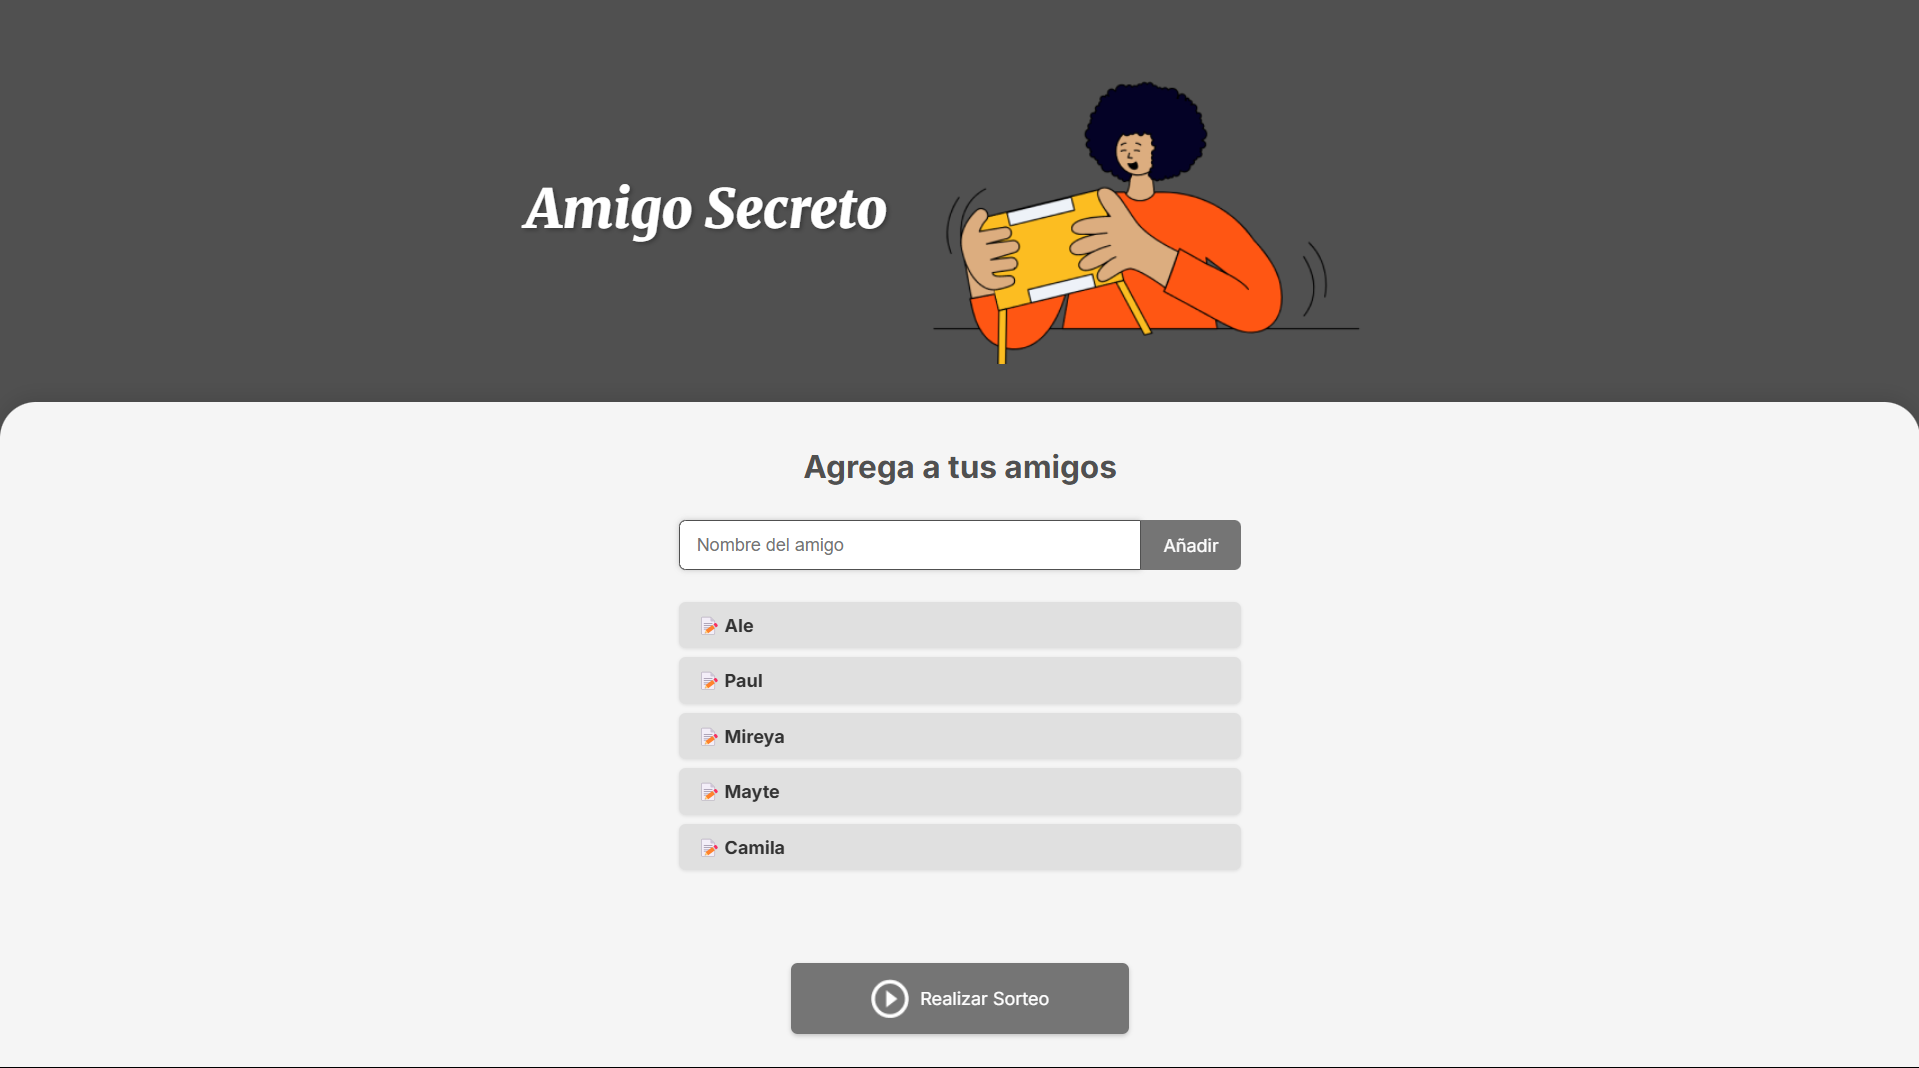 Amigo Secreto
Agrega a tus amigos
Nombre del amigo
Añadir
📝 Ale
📝 Paul
📝 Mireya
📝 Mayte
📝 Camila
Realizar Sorteo